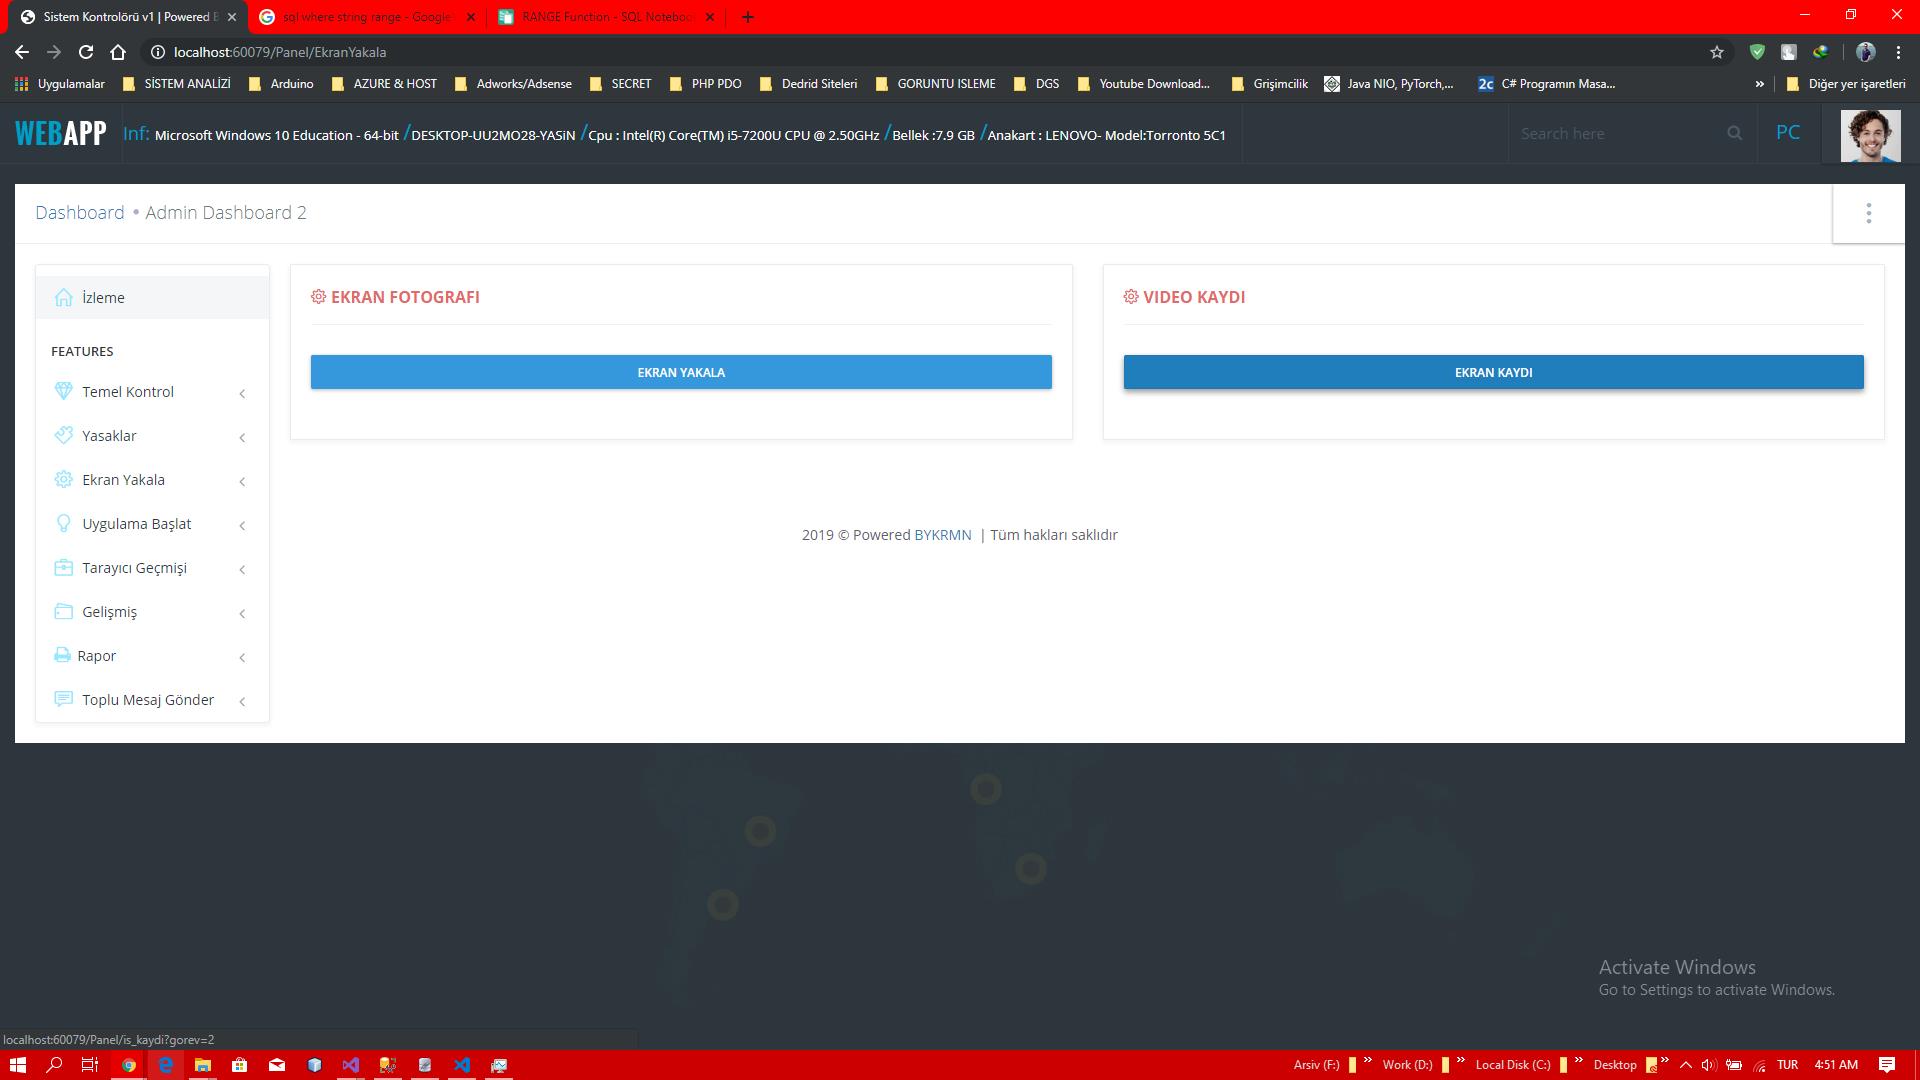 Sistem Kontrolörü v1 | Powered B
sql where string range - Google
RANGE Function - SQL Noteboo
localhost:60079/Panel/EkranYakala
Uygulamalar
SİSTEM ANALİZİ
Arduino
AZURE & HOST
Adworks/Adsense
SECRET
PHP PDO
Dedrid Siteleri
GORUNTU ISLEME
DGS
Youtube Download...
Grişimcilik
Java NIO, PyTorch,...
2c C# Programın Masa...
»
Diğer yer işaretleri
WEBAPP
Inf: Microsoft Windows 10 Education - 64-bit /DESKTOP-UU2MO28-YASiN /Cpu : Intel(R) Core(TM) i5-7200U CPU @ 2.50GHz /Bellek :7.9 GB /Anakart : LENOVO- Model:Torronto 5C1
Search here
PC
Dashboard • Admin Dashboard 2
İzleme
FEATURES
Temel Kontrol
Yasaklar
Ekran Yakala
Uygulama Başlat
Tarayıcı Geçmişi
Gelişmiş
Rapor
Toplu Mesaj Gönder
EKRAN FOTOGRAFI
EKRAN YAKALA
VIDEO KAYDI
EKRAN KAYDI
2019 © Powered BYKRMN | Tüm hakları saklıdır
Activate Windows
Go to Settings to activate Windows.
localhost:60079/Panel/is_kaydi?gorev=2
Arsiv (F:) » Work (D:) » Local Disk (C:) » Desktop »
TUR
4:51 AM